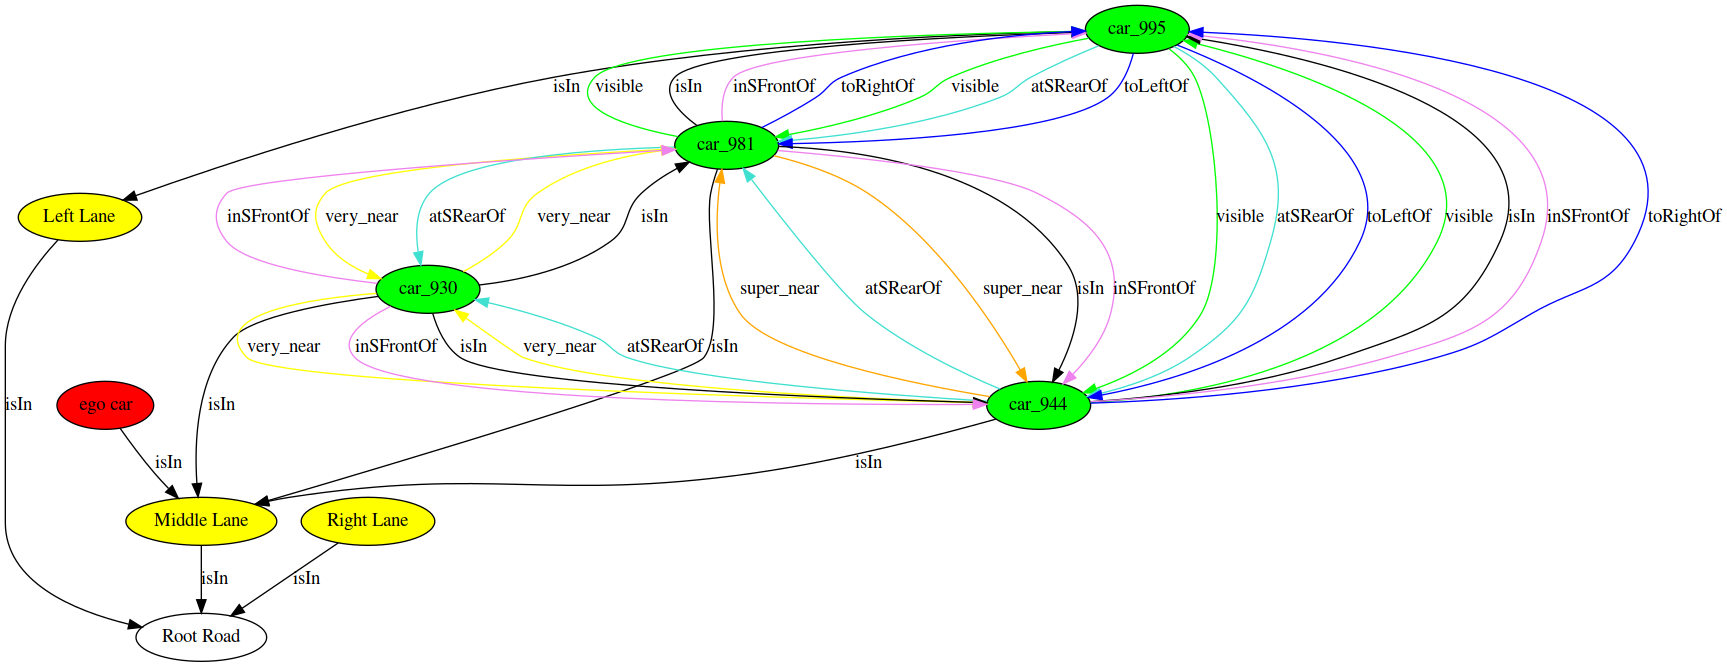 car_995
isIn visible isIn inSFrontOf toRightOf visible atSRearOf toLeftOf
car_981
Left Lane inSFrontOf very_near atSRearOf very_near isIn visible atSRearOf toLeftOf visible isIn inSFrontOf toRightOf
car_930 super_near atSRearOf super_near isIn inSFrontOf
very_near inSFrontOf isIn very_near atSRearOf isIn
isIn ego car isIn car_944
isIn isIn
Middle Lane Right Lane
isIn isIn
Root Road